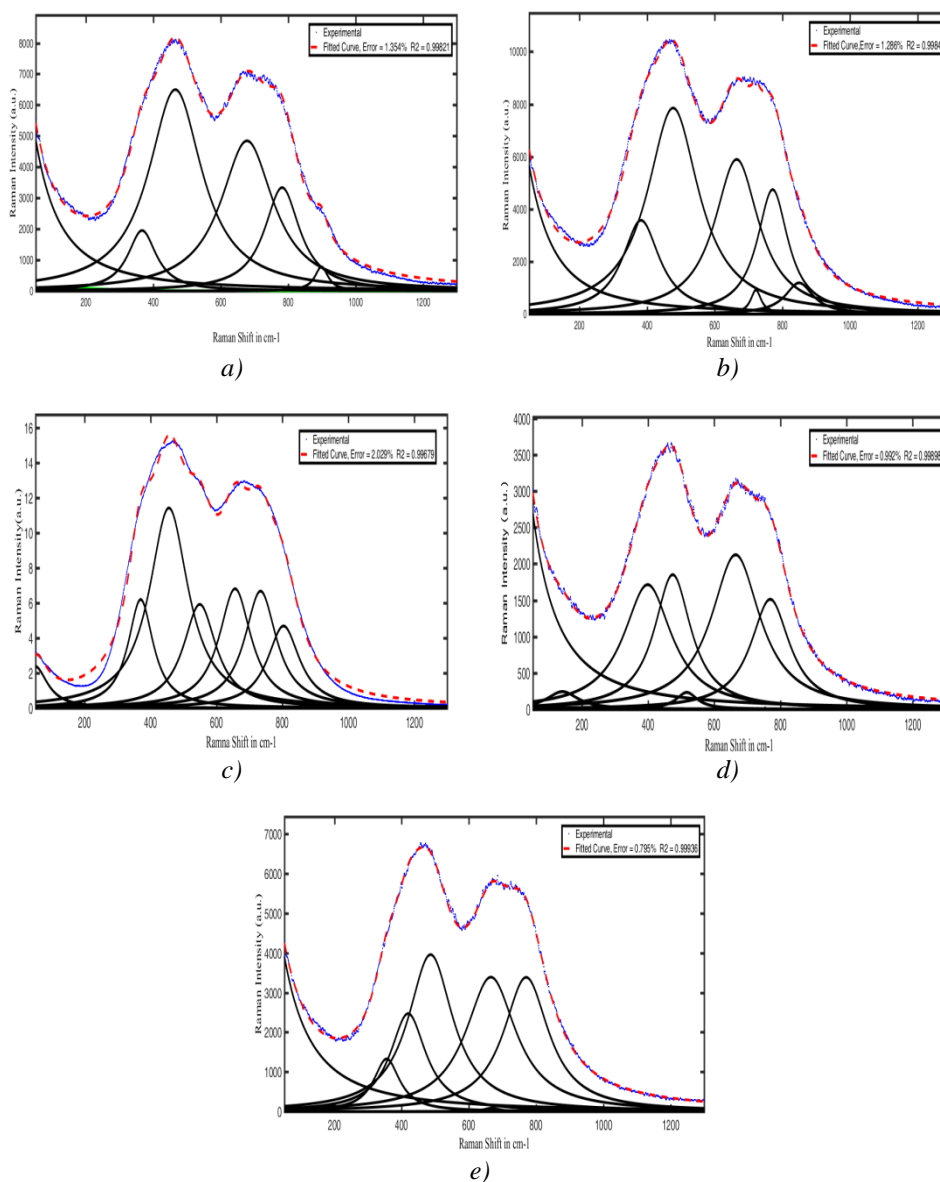 8000
7000
6000
5000
4000
3000
2000
1000
0
200 400 600 800 1000 1200
Raman Intensity (a.u.)
Raman Shift in cm-1
Experimental
Fitted Curve, Error = 1.354% R2 = 0.99821
a)
10000
8000
6000
4000
2000
0
200 400 600 800 1000 1200
Raman Intensity (a.u.)
Raman Shift in cm-1
Experimental
Fitted Curve,Error = 1.286% R2 = 0.9984
b)
16
14
12
10
8
6
4
2
0
200 400 600 800 1000 1200
Raman Intensity(a.u.)
Ramna Shift in cm-1
Experimental
Fitted Curve, Error = 2.029% R2 = 0.99679
c)
4000
3500
3000
2500
2000
1500
1000
500
0
200 400 600 800 1000 1200
Raman Intensity (a.u.)
Raman Shift in cm-1
Experimental
Fitted Curve, Error = 0.992% R2 = 0.99898
d)
7000
6000
5000
4000
3000
2000
1000
0
200 400 600 800 1000 1200
Raman Intensity (a.u.)
Raman Shift in cm-1
Experimental
Fitted Curve, Error = 0.795% R2 = 0.99936
e)